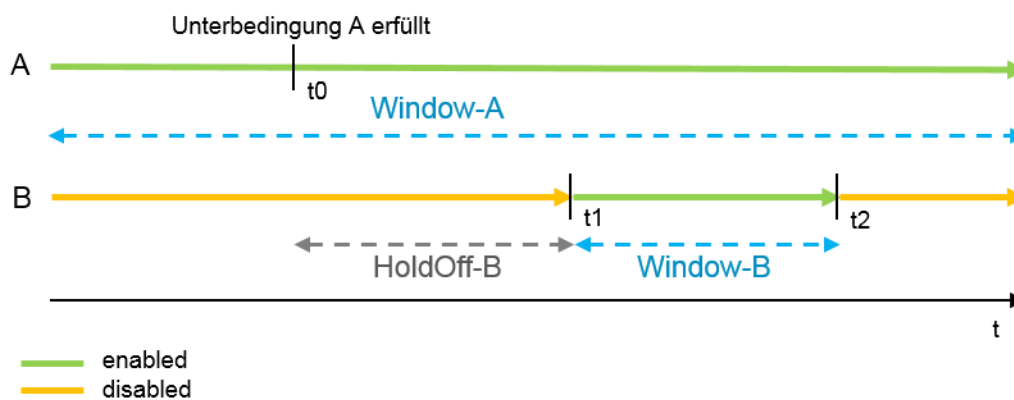 Unterbedingung A erfüllt
A
t0
Window-A
B
t1
t2
HoldOff-B
Window-B
t
enabled
disabled